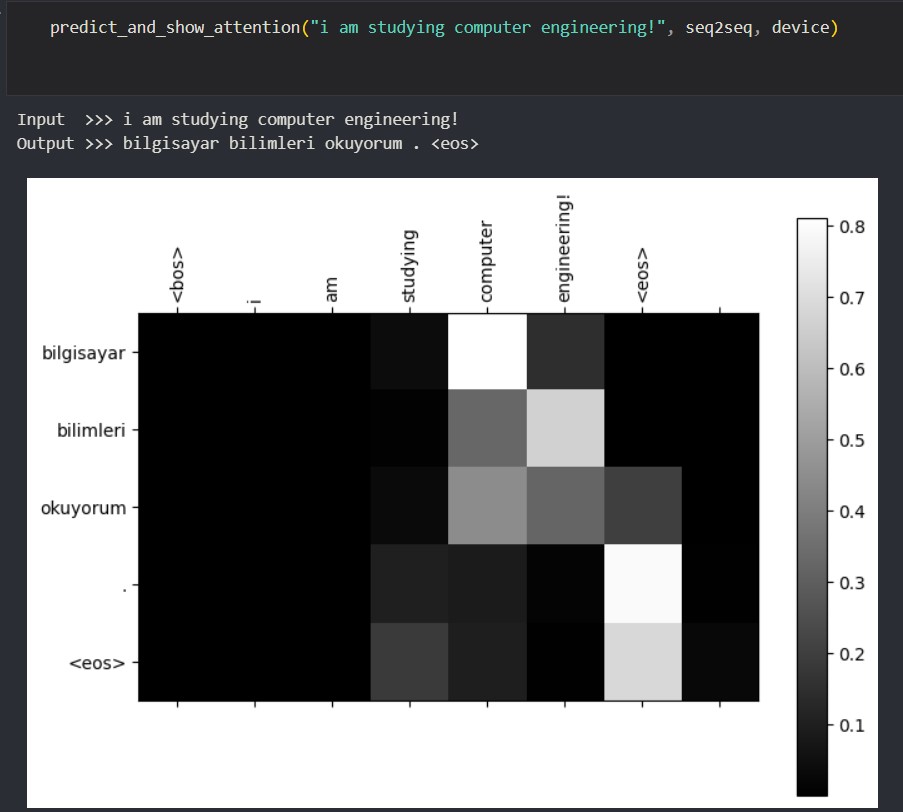 predict_and_show_attention("i am studying computer engineering!", seq2seq, device)
Input  >>> i am studying computer engineering!
Output >>> bilgisayar bilimleri okuyorum . <eos>
<bos>
i
am
studying
computer
engineering!
<eos>
bilgisayar
bilimleri
okuyorum
.
<eos>
0.8
0.7
0.6
0.5
0.4
0.3
0.2
0.1